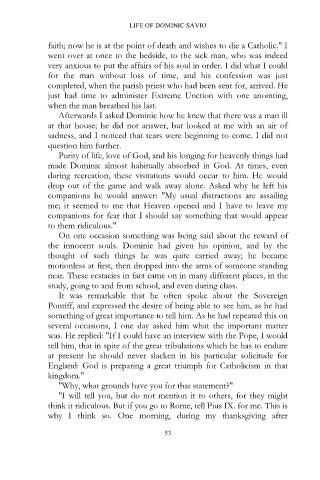 LIFE OF DOMINIC SAVIO
faith; now he is at the point of death and wishes to die a Catholic." I
went over at once to the bedside, to the sick man, who was indeed
very anxious to put the affairs of his soul in order. I did what I could
for the man without loss of time, and his confession was just
completed, when the parish priest who had been sent for, arrived. He
just had time to administer Extreme Unction with one anointing,
when the man breathed his last.
Afterwards I asked Dominic how he knew that there was a man ill
at that house; he did not answer, but looked at me with an air of
sadness, and I noticed that tears were beginning to come. I did not
question him further.
Purity of life, love of God, and his longing for heavenly things had
made Dominic almost habitually absorbed in God. At times, even
during recreation, these visitations would occur to him. He would
drop out of the game and walk away alone. Asked why he left his
companions he would answer: "My usual distractions are assailing
me; it seemed to me that Heaven opened and I have to leave my
companions for fear that I should say something that would appear
to them ridiculous."
On one occasion something was being said about the reward of
the innocent souls. Dominic had given his opinion, and by the
thought of such things he was quite carried away; he became
motionless at first, then dropped into the arms of someone standing
near. These ecstacies in fact came on in many different places, in the
study, going to and from school, and even during class.
It was remarkable that he often spoke about the Sovereign
Pontiff, and expressed the desire of being able to see him, as he had
something of great importance to tell him. As he had repeated this on
several occasions, I one day asked him what the important matter
was. He replied: "If I could have an interview with the Pope, I would
tell him, that in spite of the great tribulations which he has to endure
at present he should never slacken in his particular solicitude for
England: God is preparing a great triumph for Catholicism in that
kingdom."
"Why, what grounds have you for that statement?"
"I will tell you, but do not mention it to others, for they might
think it ridiculous. But if you go to Rome, tell Pius IX. for me. This is
why I think so. One morning, during my thanksgiving after
53